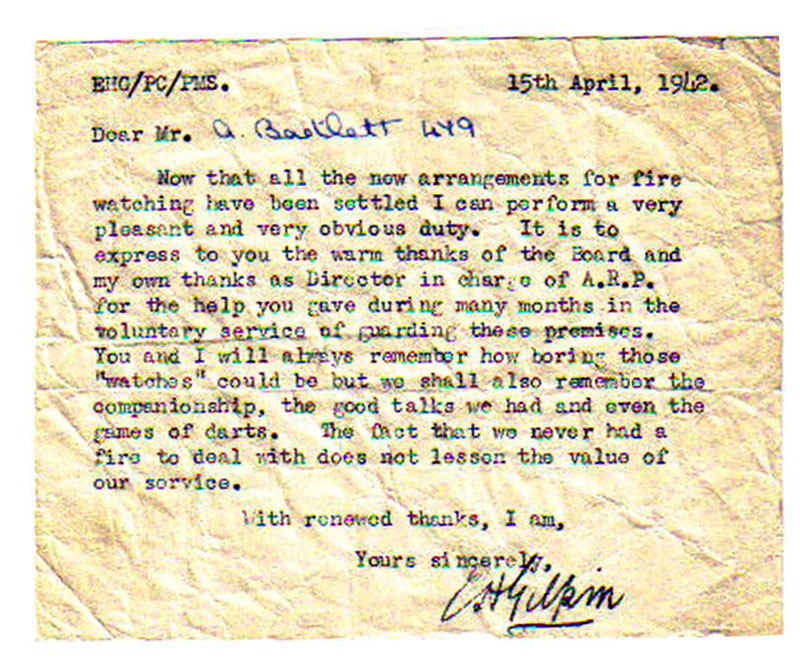 EHG/PC/PMS. 15th April, 1942.
Dear Mr. A. Bartlett 449
Now that all the new arrangements for fire
watching have been settled I can perform a very
pleasant and very obvious duty. It is to
express to you the warm thanks of the Board and
my own thanks as Director in charge of A.R.P.
for the help you gave during many months in the
voluntary service of guarding these premises.
You and I will always remember how boring those
"watches" could be but we shall also remember the
companionship, the good talks we had and even the
games of darts. The fact that we never had a
fire to deal with does not lessen the value of
our service.
With renewed thanks, I am,
Yours sincerely,
EHGilpin